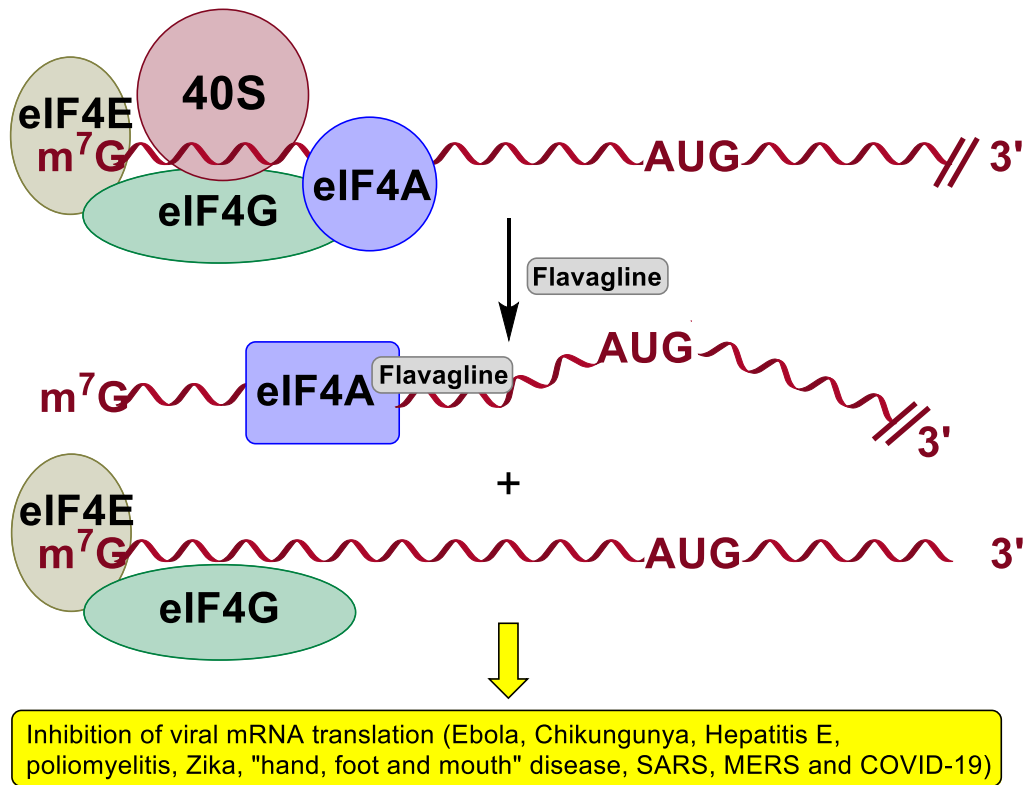 40S
eIF4E
m⁷G
eIF4G
eIF4A
AUG
3'
Flavagline
AUG
m⁷G
eIF4A
Flavagline
3'
+
eIF4E
m⁷G
AUG
3'
eIF4G
Inhibition of viral mRNA translation (Ebola, Chikungunya, Hepatitis E,
poliomyelitis, Zika, "hand, foot and mouth" disease, SARS, MERS and COVID-19)